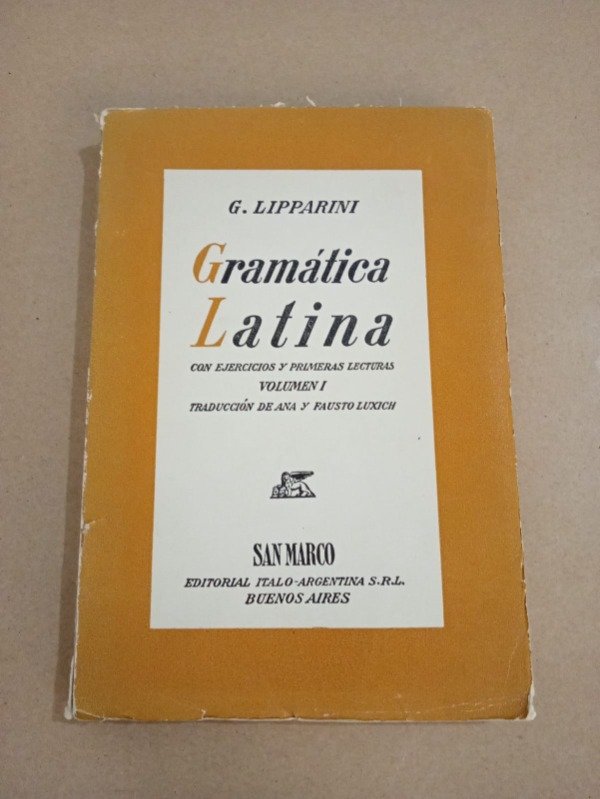 G. LIPPARINI
Gramática
Latina
CON EJERCICIOS Y PRIMERAS LECTURAS
VOLUMEN I
TRADUCCIÓN DE ANA Y FAUSTO LUXICH
SAN MARCO
EDITORIAL ITALO-ARGENTINA S.R.L.
BUENOS AIRES